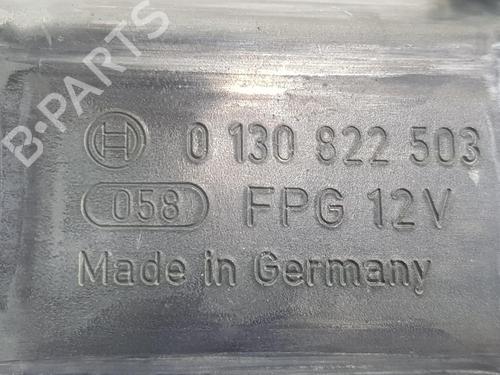 B-PARTS
0 130 822 503
058 FPG 12V
Made in Germany